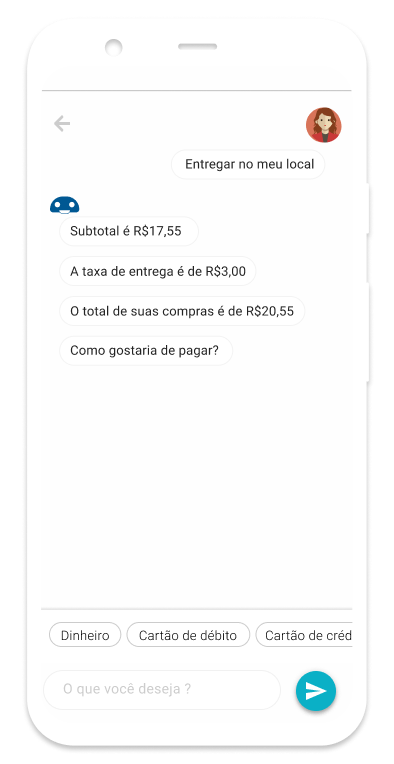 Entregar no meu local
Subtotal é R$17,55
A taxa de entrega é de R$3,00
O total de suas compras é de R$20,55
Como gostaria de pagar?
Dinheiro
Cartão de débito
Cartão de créd
O que você deseja ?